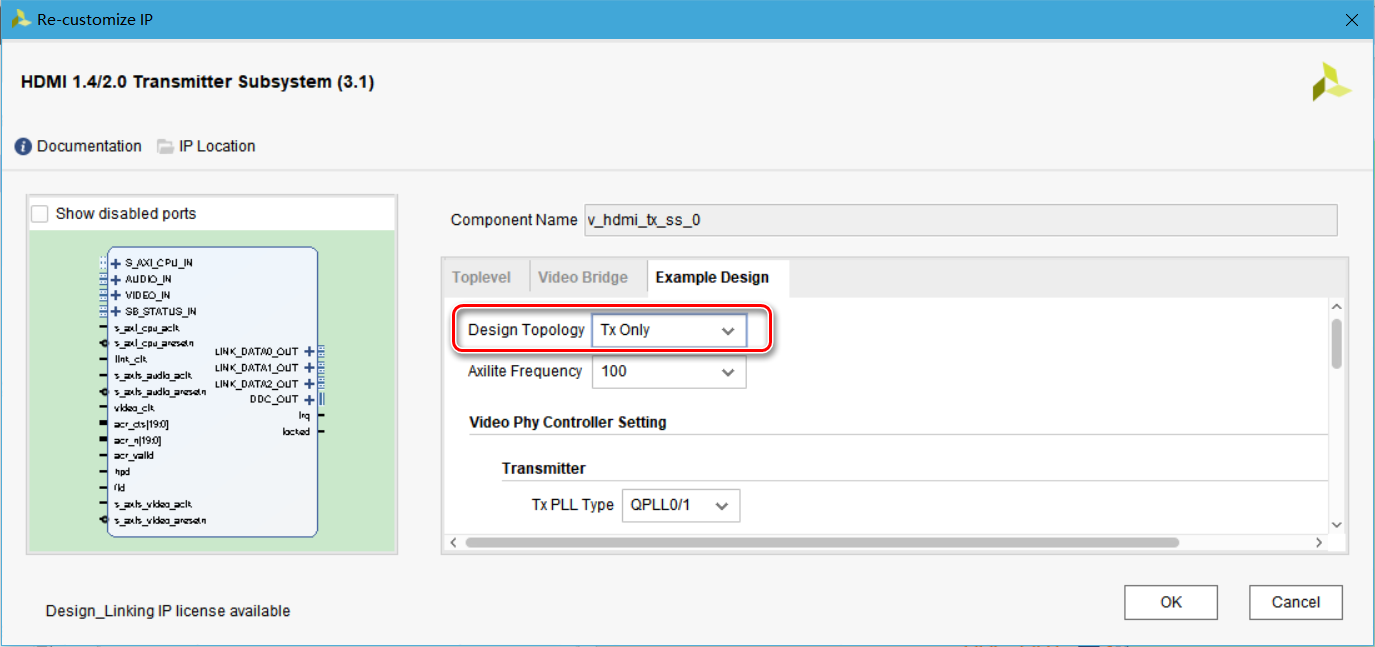 Re-customize IP
HDMI 1.4/2.0 Transmitter Subsystem (3.1)
Documentation IP Location
Show disabled ports
S_AXI_CPU_IN
AUDIO_IN
VIDEO_IN
SB_STATUS_IN
s_axi_cpu_aclk
s_axi_cpu_aresetn
link_clk
s_axis_audio_aclk
s_axis_audio_aresetn
video_clk
acr_cts[19:0]
acr_n[19:0]
acr_valid
hpd
fid
s_axis_video_aclk
s_axis_video_aresetn
LINK_DATA0_OUT
LINK_DATA1_OUT
LINK_DATA2_OUT
DDC_OUT
irq
locked
Component Name v_hdmi_tx_ss_0
Toplevel Video Bridge Example Design
Design Topology Tx Only
Axilite Frequency 100
Video Phy Controller Setting
Transmitter
Tx PLL Type QPLL0/1
Design_Linking IP license available
OK Cancel